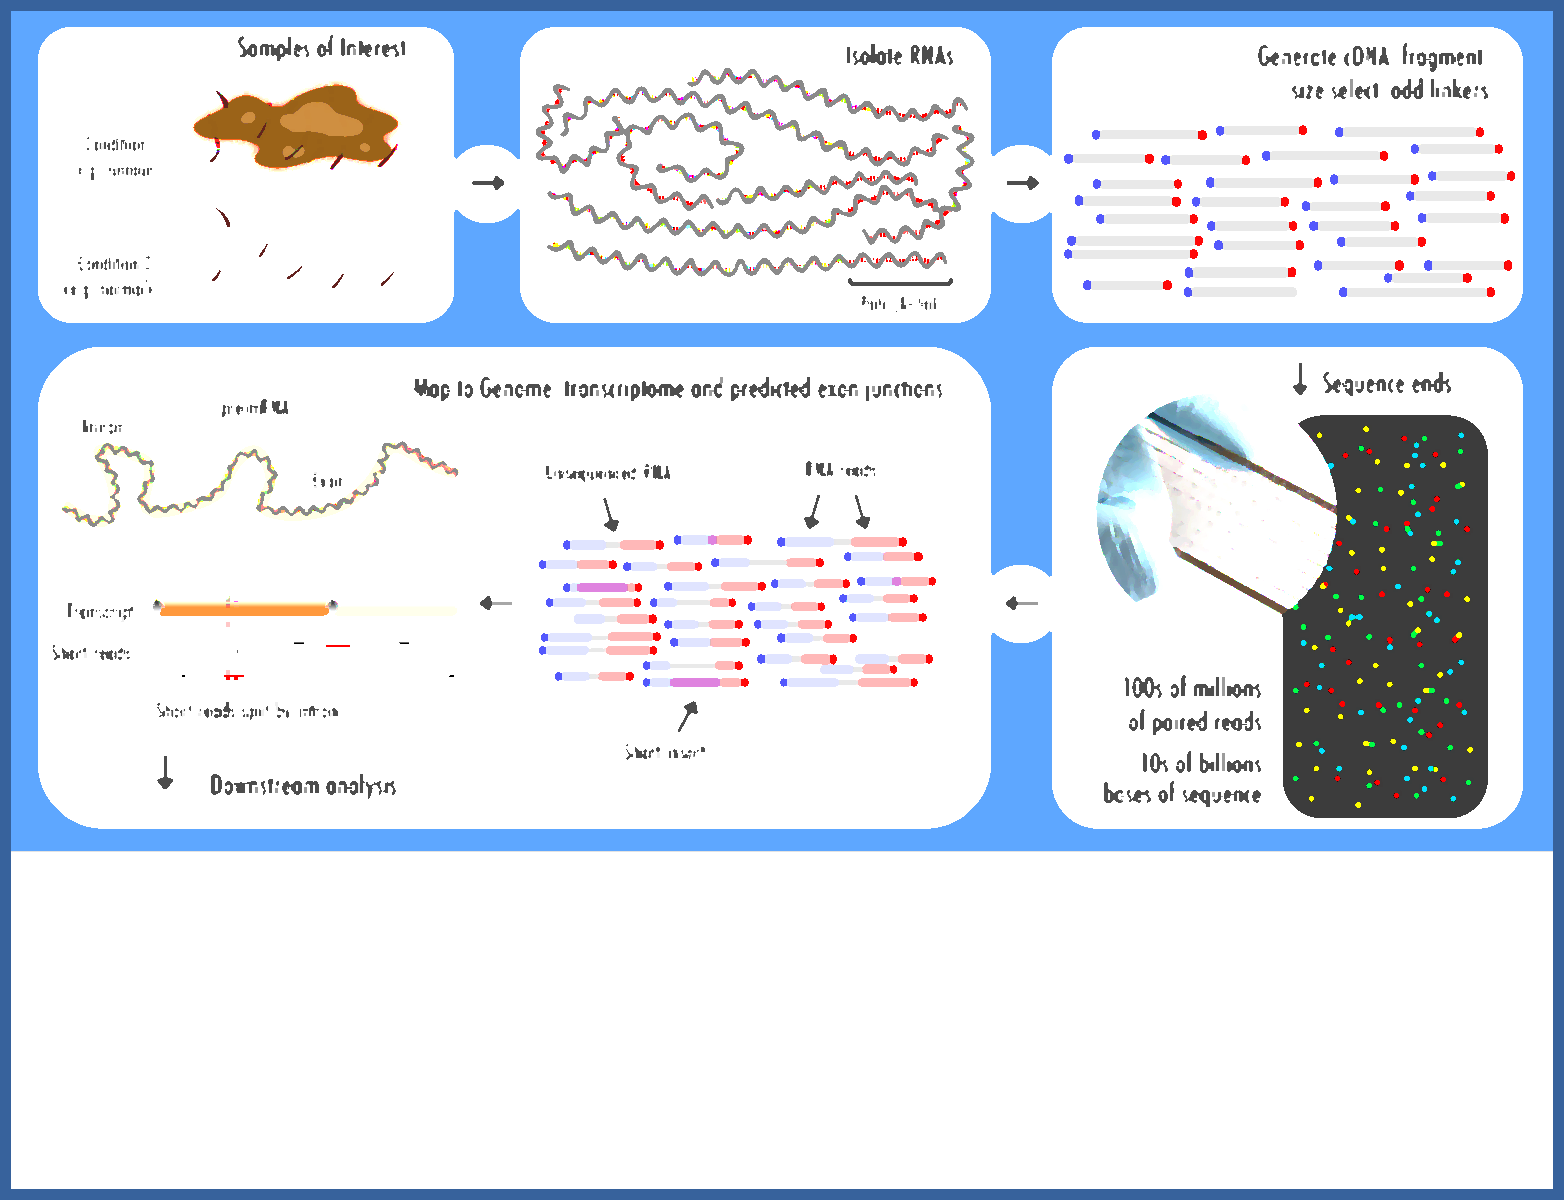 Samples of Interest
Condition
Condition 2
Isolate RNAs
Generate cDNA, fragment,
size select, add linkers
Map to Genome, transcriptome and predicted exon junctions
pre-mRNA
Intron
Exon
Unsequenced RNA
RNA reads
Transcript
Short reads
Short reads split by intron
Short insert
Downstream analysis
Sequence ends
100s of millions
of paired reads
10s of billions
bases of sequence